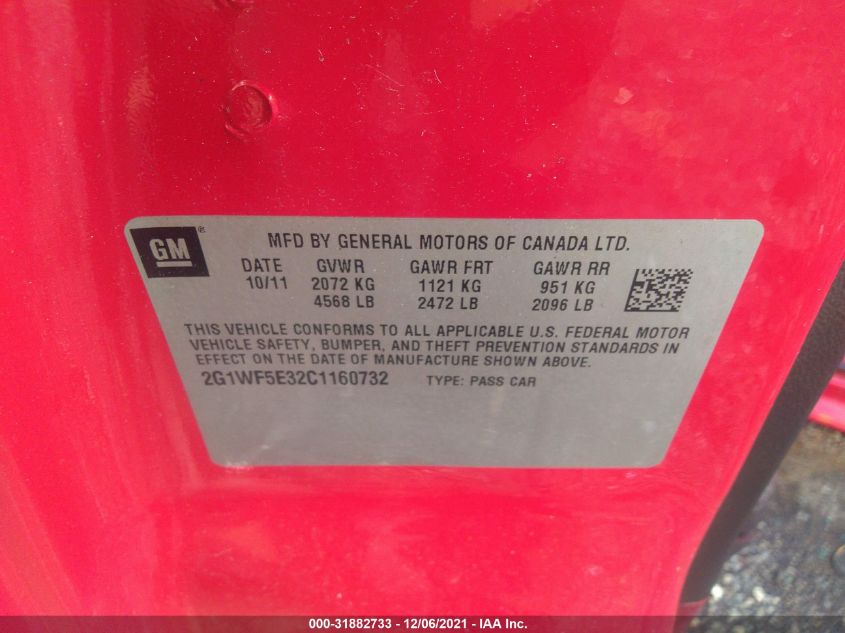 GM ®
MFD BY GENERAL MOTORS OF CANADA LTD.
DATE GVWR GAWR FRT GAWR RR
10/11 2072 KG 1121 KG 951 KG
4568 LB 2472 LB 2096 LB
THIS VEHICLE CONFORMS TO ALL APPLICABLE U.S. FEDERAL MOTOR
VEHICLE SAFETY, BUMPER, AND THEFT PREVENTION STANDARDS IN
EFFECT ON THE DATE OF MANUFACTURE SHOWN ABOVE.
2G1WF5E32C1160732 TYPE: PASS CAR
000-31882733 - 12/06/2021 - IAA Inc.